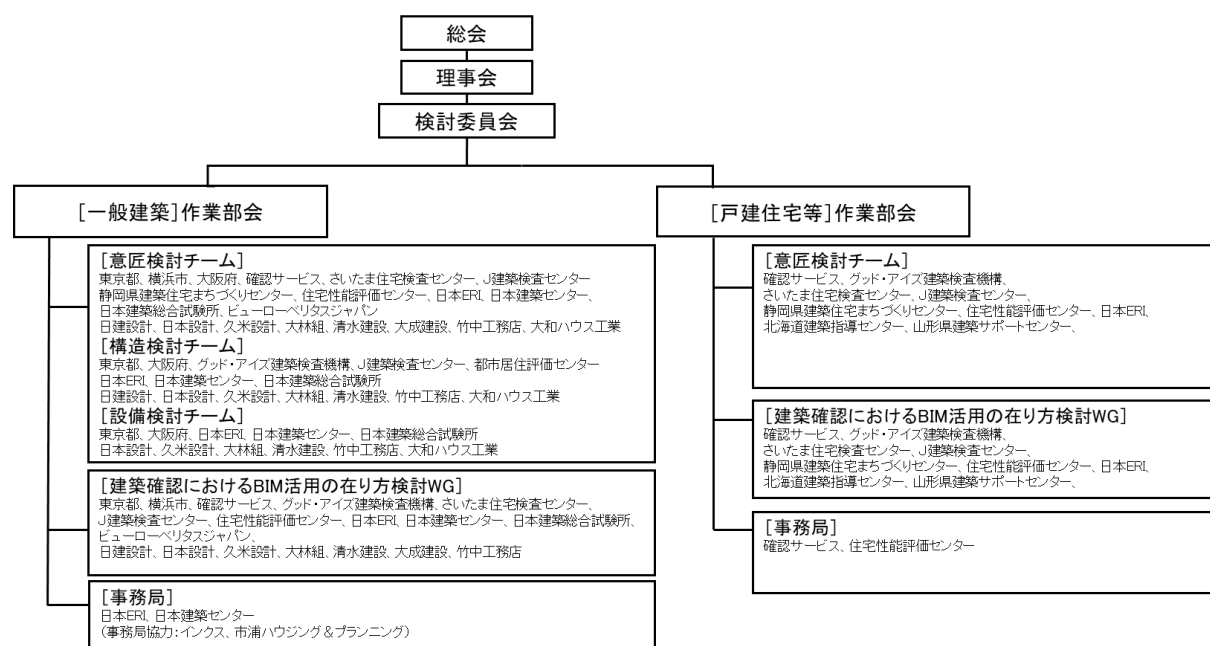 総会
理事会
検討委員会
[一般建築]作業部会
[意匠検討チーム]
東京都、横浜市、大阪府、確認サービス、さいたま住宅検査センター、J建築検査センター
静岡県建築住宅まちづくりセンター、住宅性能評価センター、日本ERI、日本建築センター、
日本建築総合試験所、ビューローベリタスジャパン
日建設計、日本設計、久米設計、大林組、清水建設、大成建設、竹中工務店、大和ハウス工業
[構造検討チーム]
東京都、大阪府、グッド・アイズ建築検査機構、J建築検査センター、都市居住評価センター
日本ERI、日本建築センター、日本建築総合試験所
日建設計、日本設計、久米設計、大林組、清水建設、竹中工務店、大和ハウス工業
[設備検討チーム]
東京都、大阪府、日本ERI、日本建築センター、日本建築総合試験所
日本設計、久米設計、大林組、清水建設、竹中工務店、大和ハウス工業
[建築確認におけるBIM活用の在り方検討WG]
東京都、横浜市、確認サービス、グッド・アイズ建築検査機構、さいたま住宅検査センター、
J建築検査センター、住宅性能評価センター、日本ERI、日本建築センター、日本建築総合試験所、
ビューローベリタスジャパン、
日建設計、日本設計、久米設計、大林組、清水建設、大成建設、竹中工務店
[事務局]
日本ERI、日本建築センター
(事務局協力:インクス、市浦ハウジング&プランニング)
[戸建住宅等]作業部会
[意匠検討チーム]
確認サービス、グッド・アイズ建築検査機構、
さいたま住宅検査センター、J建築検査センター、
静岡県建築住宅まちづくりセンター、住宅性能評価センター、日本ERI、
北海道建築指導センター、山形県建築サポートセンター、
[建築確認におけるBIM活用の在り方検討WG]
確認サービス、グッド・アイズ建築検査機構、
さいたま住宅検査センター、J建築検査センター、
静岡県建築住宅まちづくりセンター、住宅性能評価センター、日本ERI、
北海道建築指導センター、山形県建築サポートセンター、
[事務局]
確認サービス、住宅性能評価センター